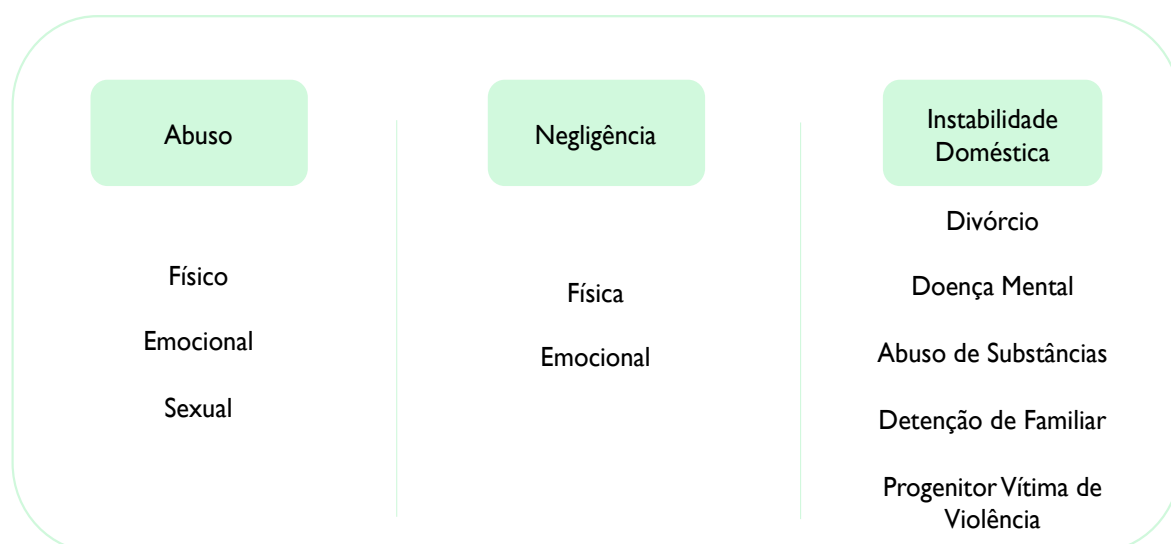 Abuso
Físico
Emocional
Sexual
Negligência
Física
Emocional
Instabilidade
Doméstica
Divórcio
Doença Mental
Abuso de Substâncias
Detenção de Familiar
Progenitor Vítima de
Violência